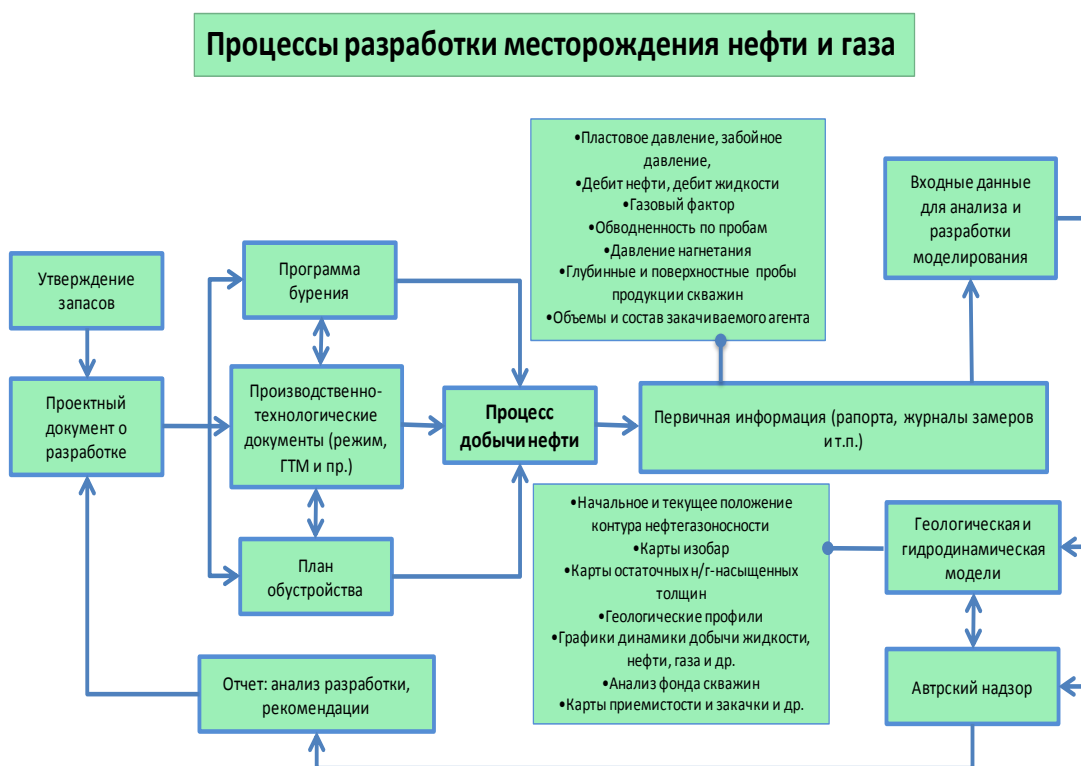 Процессы разработки месторождения нефти и газа
•Пластовое давление, забойное
давление,
•Дебит нефти, дебит жидкости
•Газовый фактор
•Обводненность по пробам
•Давление нагнетания
•Глубинные и поверхностные пробы
продукции скважин
•Объемы и состав закачиваемого агента
Входные данные
для анализа и
разработки
моделирования
Утверждение
запасов
Программа
бурения
Проектный
документ о
разработке
Производственно-
технологические
документы (режим,
ГТМ и пр.)
Процесс
добычи нефти
Первичная информация (рапорта, журналы замеров
и т.п.)
План
обустройства
•Начальное и текущее положение
контура нефтегазоносности
•Карты изобар
•Карты остаточных н/г-насыщенных
толщин
•Геологические профили
•Графики динамики добычи жидкости,
нефти, газа и др.
•Анализ фонда скважин
•Карты приемистости и закачки и др.
Геологическая и
гидродинамическая
модели
Отчет: анализ разработки,
рекомендации
Автрский надзор